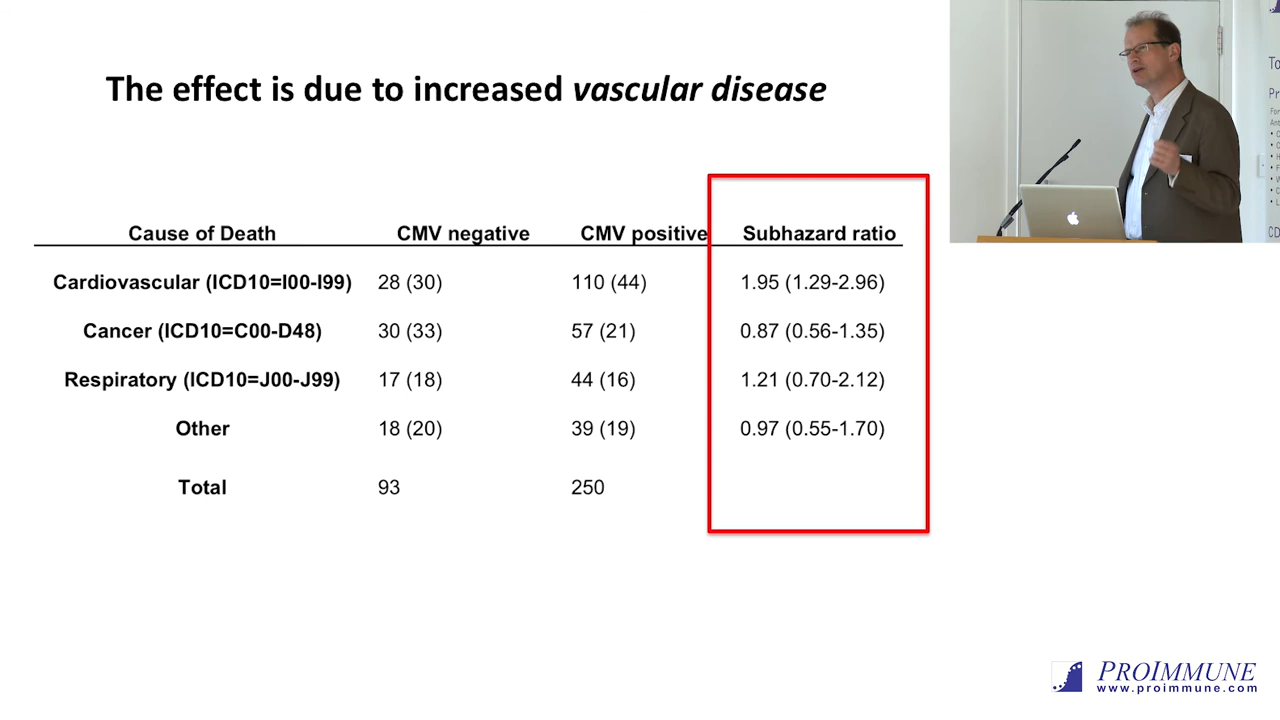 The effect is due to increased vascular disease
Cause of Death CMV negative CMV positive Subhazard ratio
Cardiovascular (ICD10=I00-I99) 28 (30) 110 (44) 1.95 (1.29-2.96)
Cancer (ICD10=C00-D48) 30 (33) 57 (21) 0.87 (0.56-1.35)
Respiratory (ICD10=J00-J99) 17 (18) 44 (16) 1.21 (0.70-2.12)
Other 18 (20) 39 (19) 0.97 (0.55-1.70)
Total 93 250
PROIMMUNE
www.proimmune.com